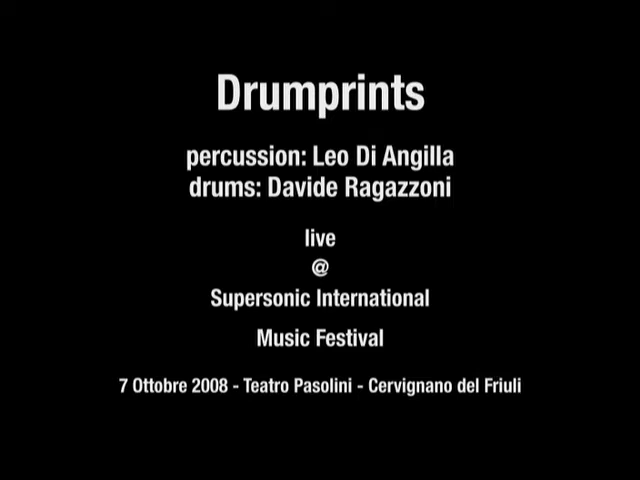 Drumprints
percussion: Leo Di Angilla
drums: Davide Ragazzoni
live
@
Supersonic International
Music Festival
7 Ottobre 2008 - Teatro Pasolini - Cervignano del Friuli